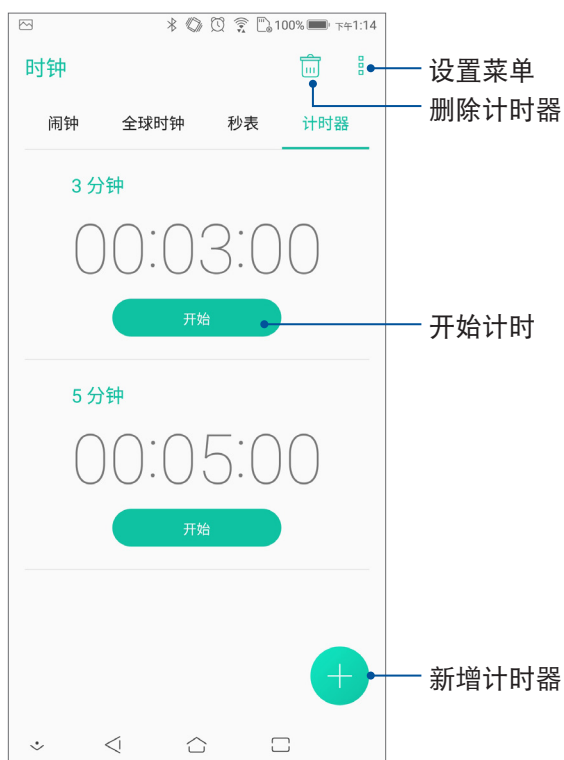 100% 下午1:14
时钟
设置菜单
删除计时器
闹钟 全球时钟 秒表 计时器
3 分钟
00:03:00
开始
开始计时
5 分钟
00:05:00
开始
新增计时器